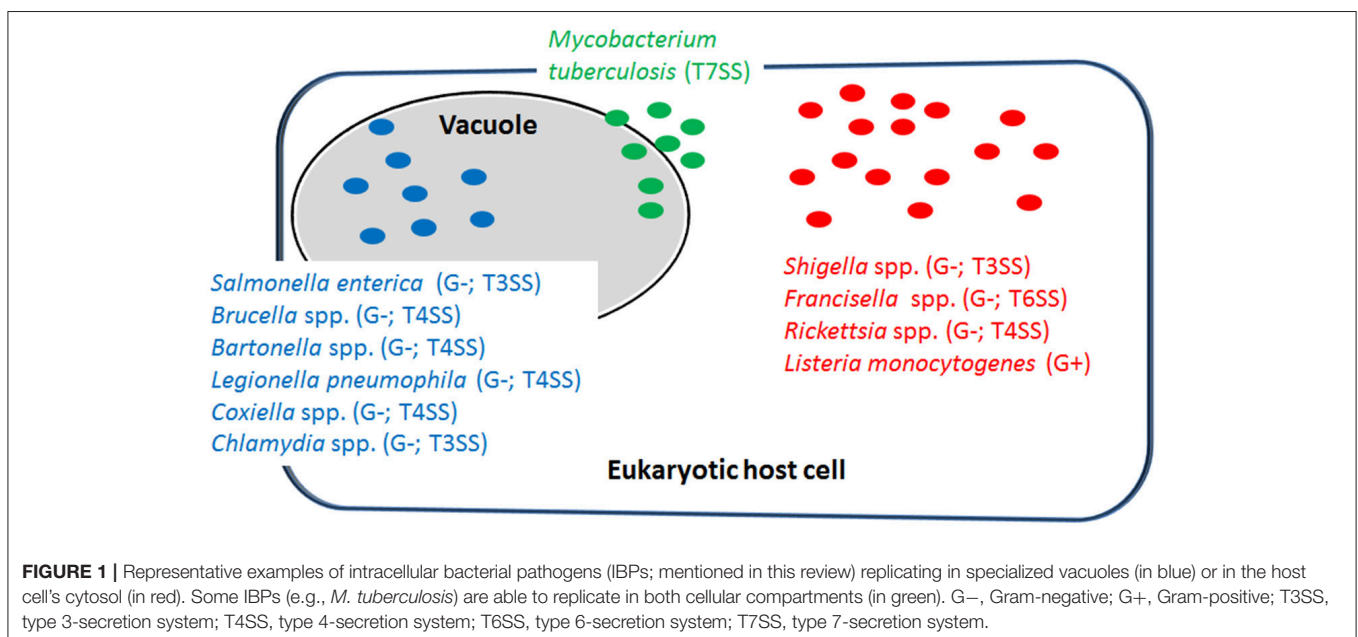 Mycobacterium
tuberculosis (T7SS)
Vacuole
Salmonella enterica (G-; T3SS)
Brucella spp. (G-; T4SS)
Bartonella spp. (G-; T4SS)
Legionella pneumophila (G-; T4SS)
Coxiella spp. (G-; T4SS)
Chlamydia spp. (G-; T3SS)
Shigella spp. (G-; T3SS)
Francisella spp. (G-; T6SS)
Rickettsia spp. (G-; T4SS)
Listeria monocytogenes (G+)
Eukaryotic host cell
FIGURE 1 | Representative examples of intracellular bacterial pathogens (IBPs; mentioned in this review) replicating in specialized vacuoles (in blue) or in the host
cell's cytosol (in red). Some IBPs (e.g., M. tuberculosis) are able to replicate in both cellular compartments (in green). G−, Gram-negative; G+, Gram-positive; T3SS,
type 3-secretion system; T4SS, type 4-secretion system; T6SS, type 6-secretion system; T7SS, type 7-secretion system.